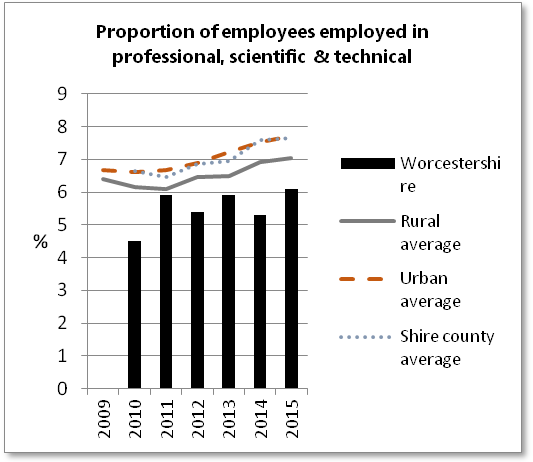 Proportion of employees employed in
professional, scientific & technical
9
8
7
6
5
4
3
2
1
0
%
2009
2010
2011
2012
2013
2014
2015
Worcestershi
re
Rural
average
Urban
average
Shire county
average